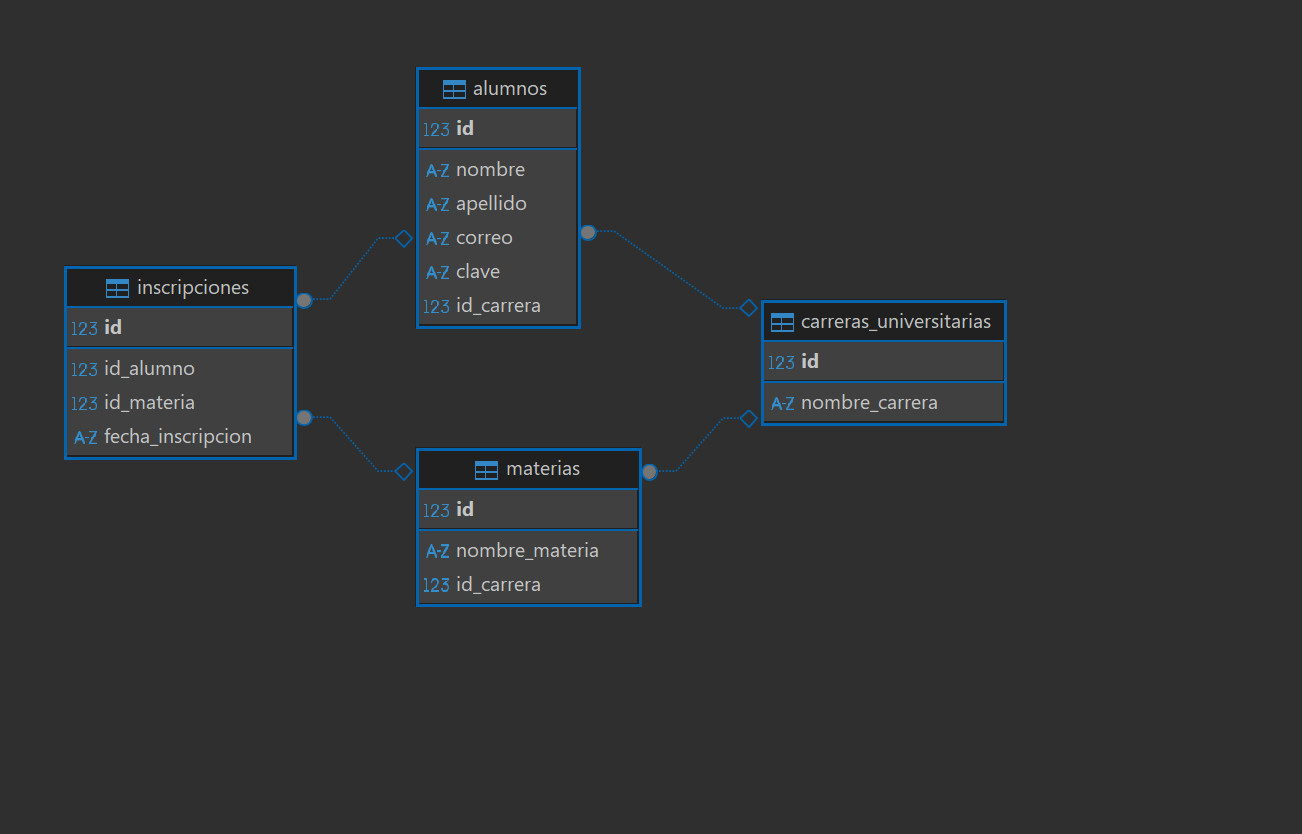 alumnos
123 id
A-Z nombre
A-Z apellido
A-Z correo
A-Z clave
123 id_carrera
inscripciones
123 id
123 id_alumno
123 id_materia
A-Z fecha_inscripcion
carreras_universitarias
123 id
A-Z nombre_carrera
materias
123 id
A-Z nombre_materia
123 id_carrera